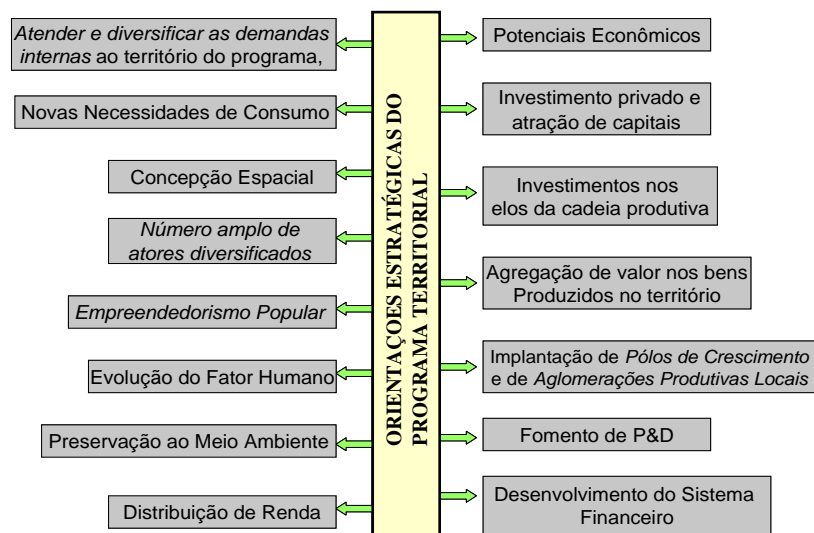 Atender e diversificar as demandas
internas ao território do programa,
Novas Necessidades de Consumo
Concepção Espacial
Número amplo de
atores diversificados
Empreendedorismo Popular
Evolução do Fator Humano
Preservação ao Meio Ambiente
Distribuição de Renda
ORIENTAÇOES ESTRATÉGICAS DO
PROGRAMA TERRITORIAL
Potenciais Econômicos
Investimento privado e
atração de capitais
Investimentos nos
elos da cadeia produtiva
Agregação de valor nos bens
Produzidos no território
Implantação de Pólos de Crescimento
e de Aglomerações Produtivas Locais
Fomento de P&D
Desenvolvimento do Sistema
Financeiro